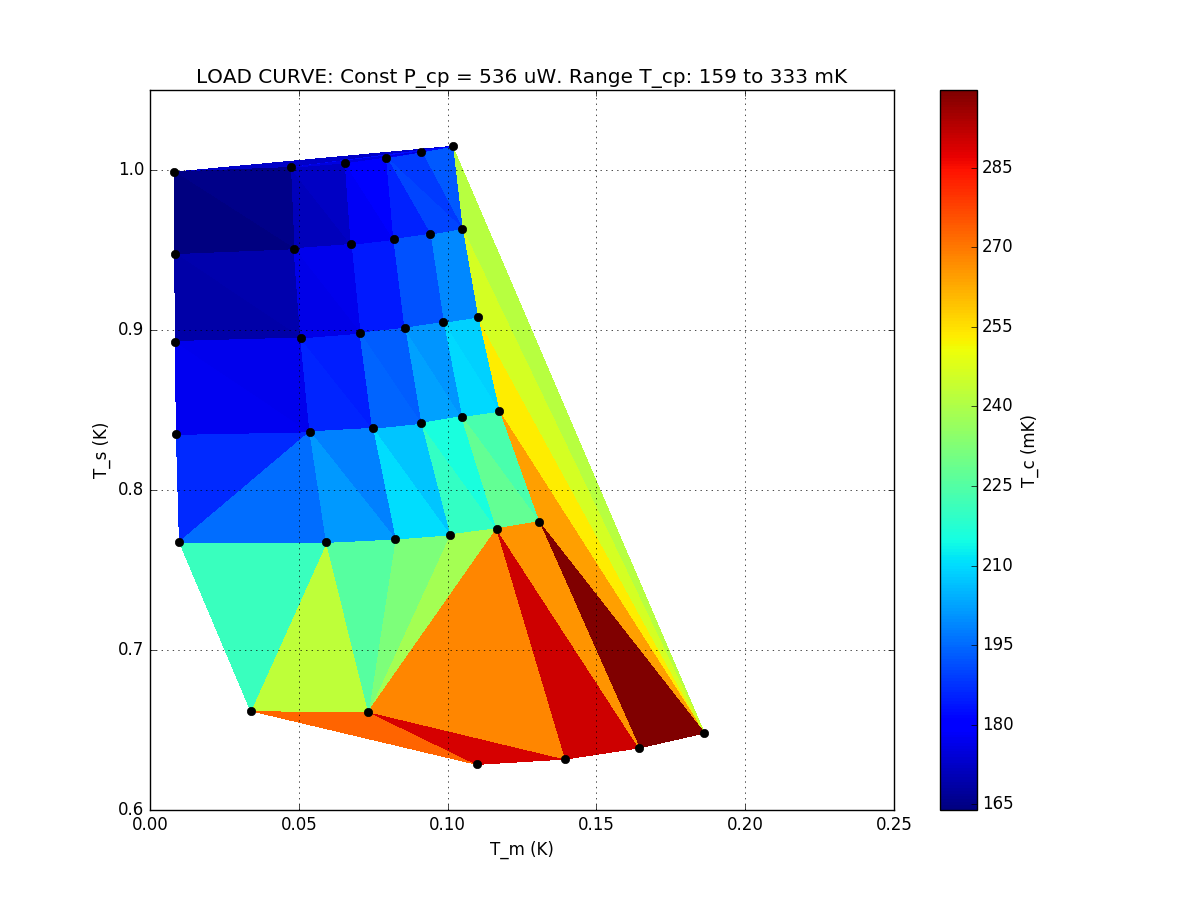 LOAD CURVE: Const P_cp = 536 uW. Range T_cp: 159 to 333 mK
1.0
0.9
0.8
0.7
0.6
T_s (K)
0.00 0.05 0.10 0.15 0.20 0.25
T_m (K)
285
270
255
240
225
210
195
180
165
T_c (mK)